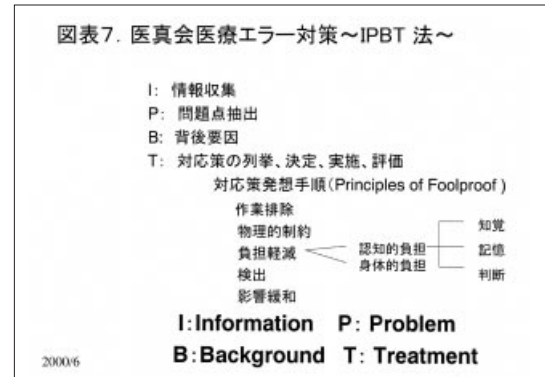 図表7. 医真会医療エラー対策～IPBT 法～
I: 情報収集
P: 問題点抽出
B: 背後要因
T: 対応策の列挙、決定、実施、評価
対応策発想手順(Principles of Foolproof )
作業排除
物理的制約
負担軽減
検出
影響緩和
認知的負担
身体的負担
知覚
記憶
判断
I:Information P: Problem
B:Background T: Treatment
2000/6